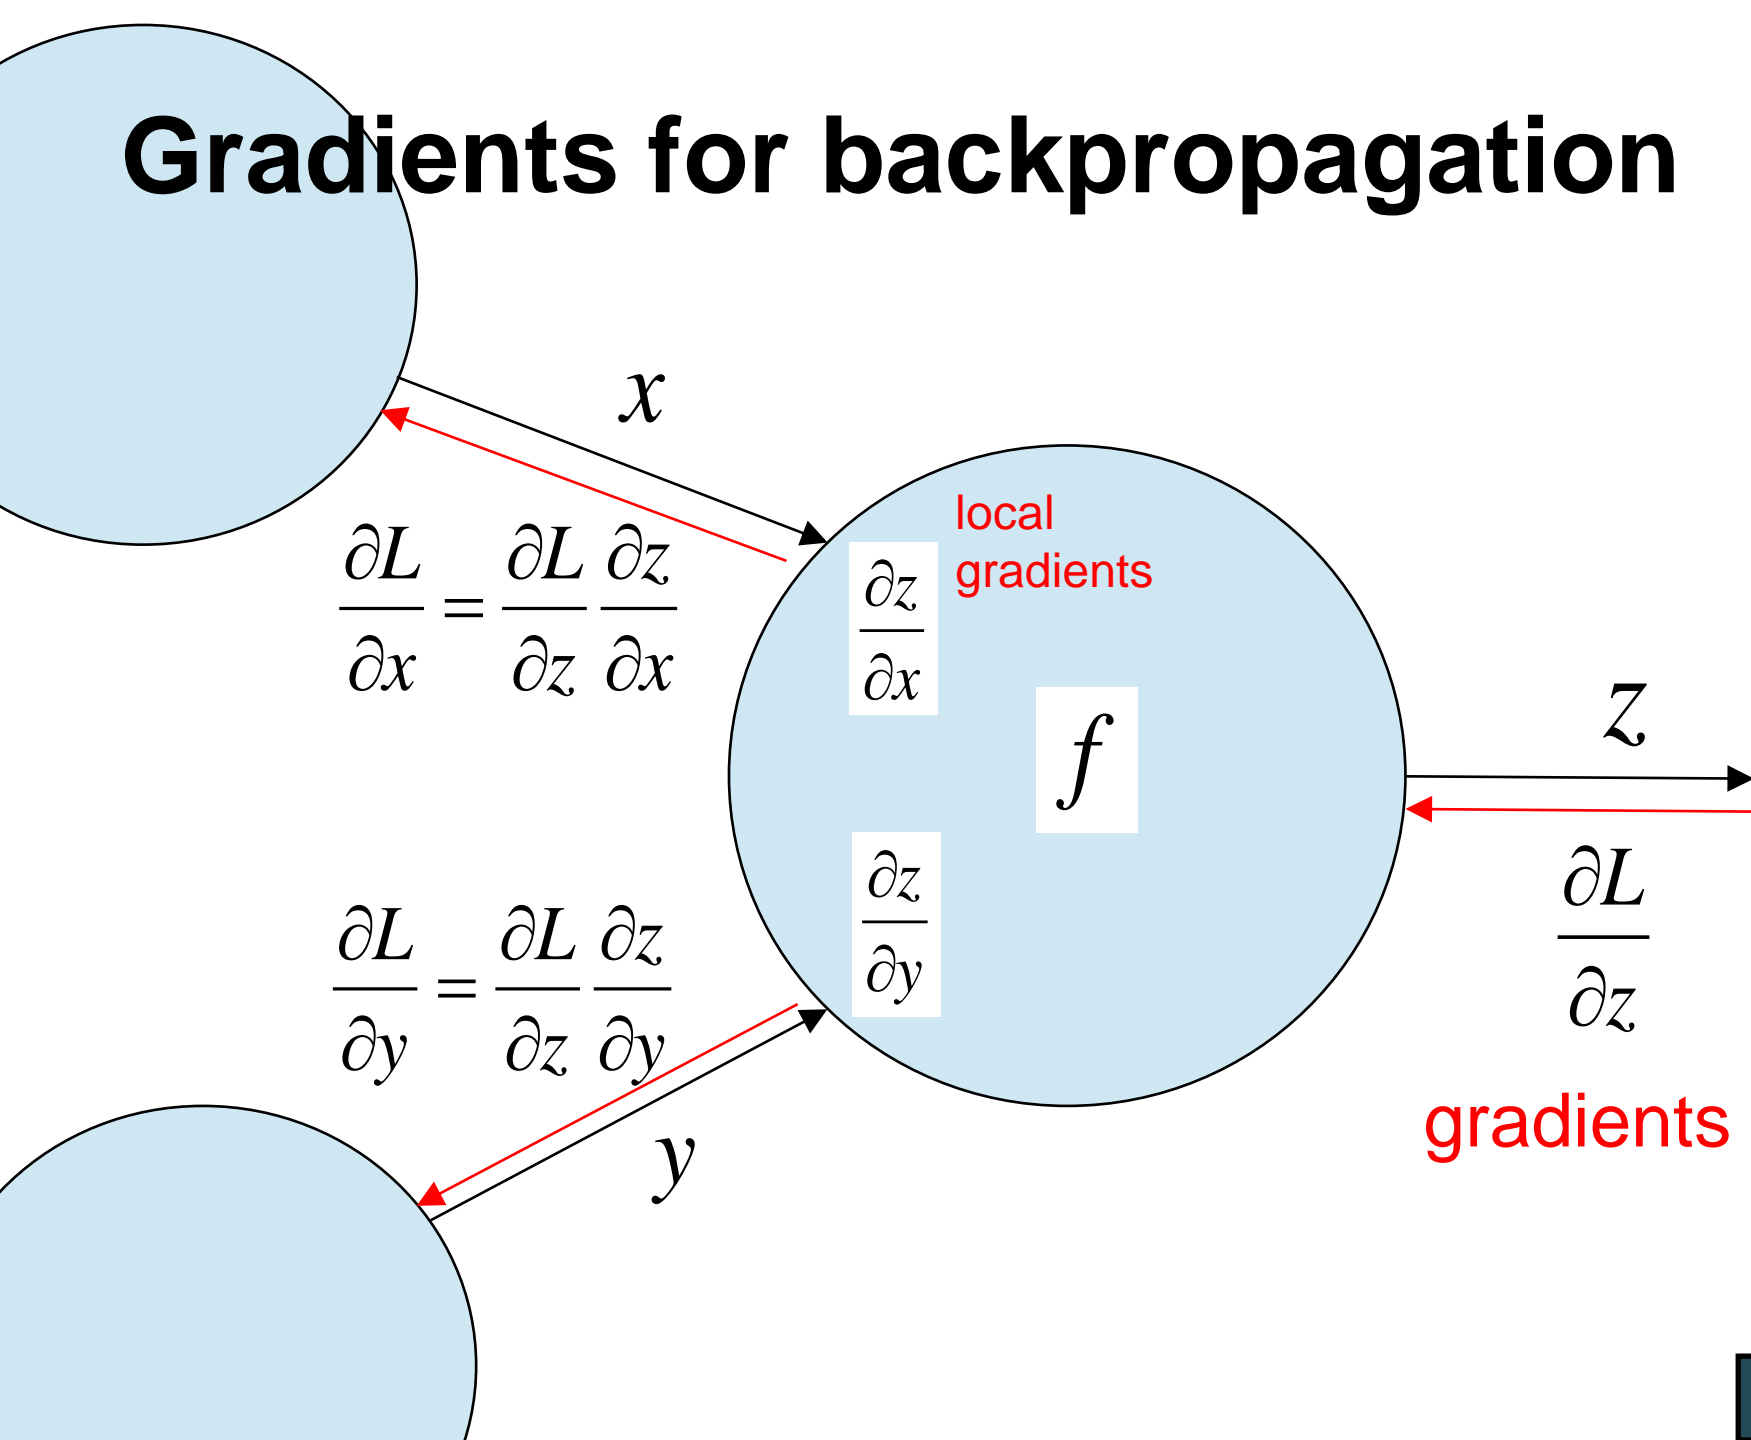 Gradients for backpropagation
x
local
gradients
∂L/∂x = ∂L/∂z ∂z/∂x
∂z/∂x
f
z
∂z/∂y
∂L/∂z
∂L/∂y = ∂L/∂z ∂z/∂y
gradients
y